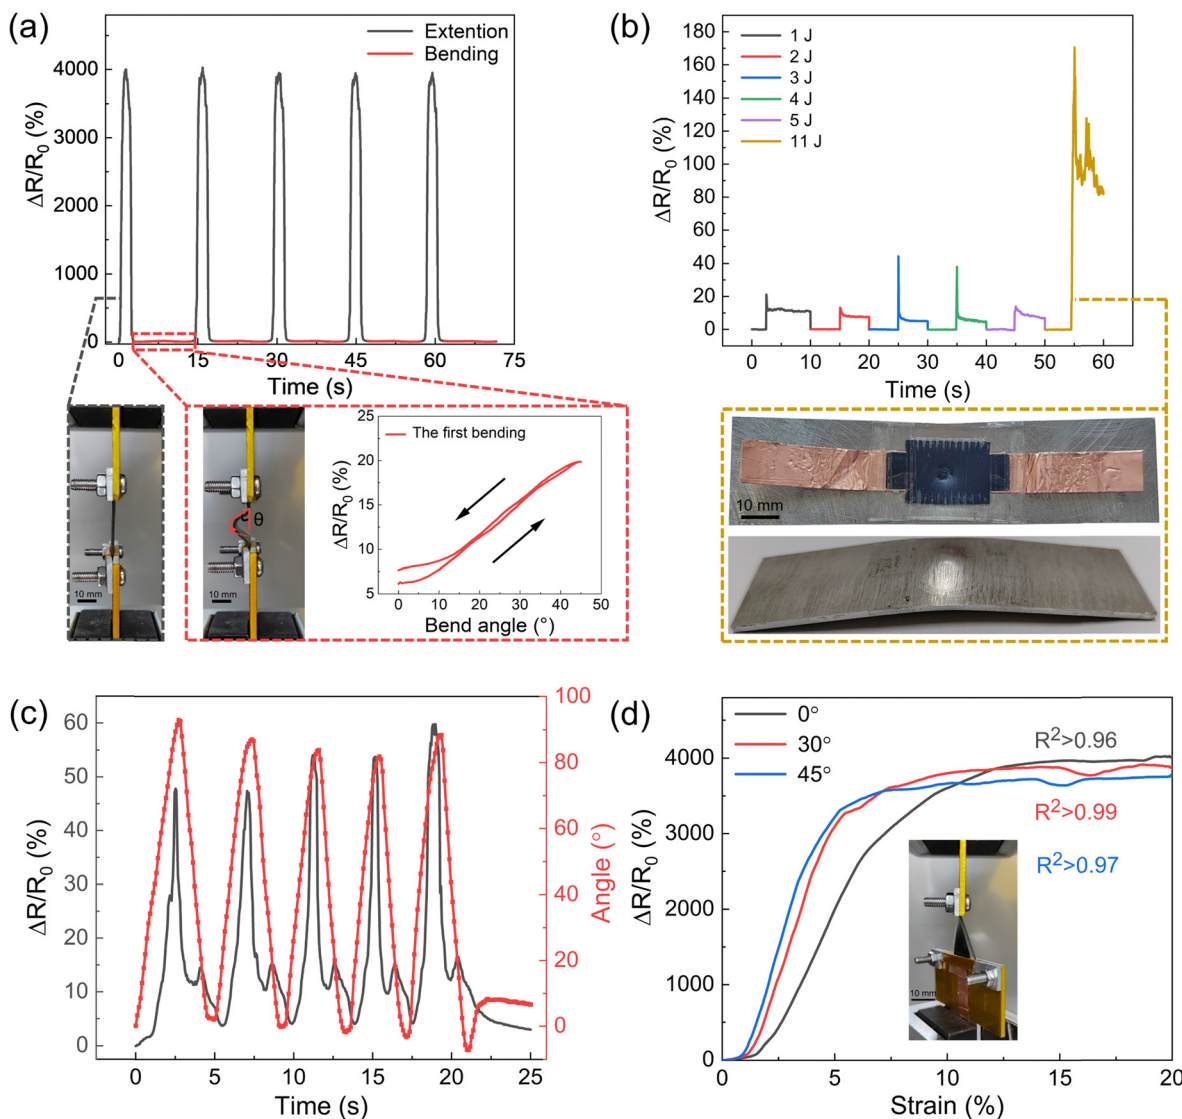 (a)
Extention
Bending
4000
3000
2000
1000
0
ΔR/R₀ (%)
0 15 30 45 60 75
Time (s)
10 mm
θ
10 mm
The first bending
25
20
15
10
5
ΔR/R₀ (%)
0 10 20 30 40 50
Bend angle (°)
(b)
1 J
2 J
3 J
4 J
5 J
11 J
180
160
140
120
100
80
60
40
20
0
ΔR/R₀ (%)
0 10 20 30 40 50 60
Time (s)
10 mm
(c)
60
50
40
30
20
10
0
ΔR/R₀ (%)
100
80
60
40
20
0
Angle (°)
0 5 10 15 20 25
Time (s)
(d)
0°
30°
45°
R²>0.96
R²>0.99
R²>0.97
4000
3000
4000
1000
0
ΔR/R₀ (%)
10 mm
0 5 10 15 20
Strain (%)